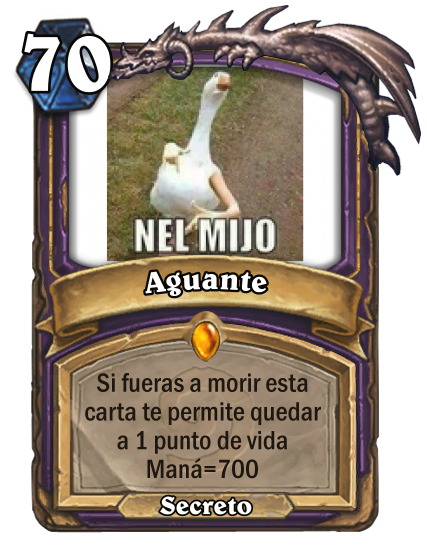 70
NEL MIJO
Aguante
Si fueras a morir esta
carta te permite quedar
a 1 punto de vida
Maná=700
Secreto